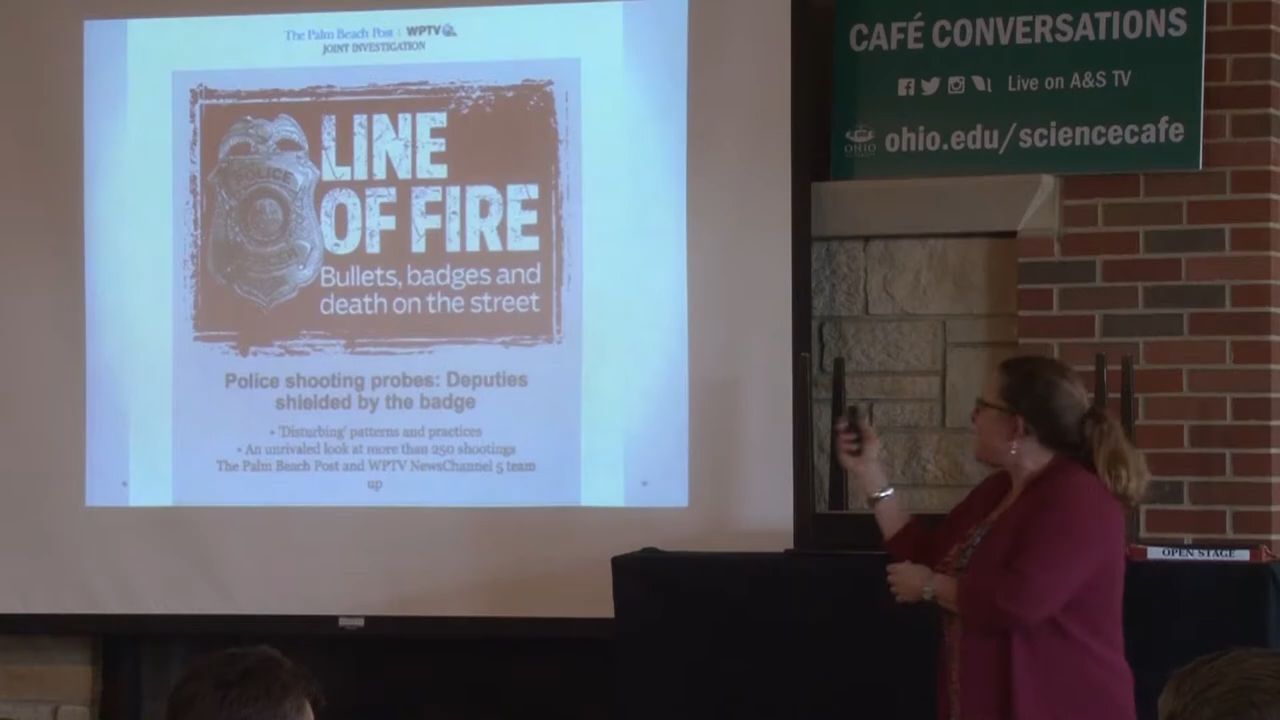 The Palm Beach Post : WPTV
JOINT INVESTIGATION
POLICE
LINE
OF FIRE
Bullets, badges and
death on the street
Police shooting probes: Deputies
shielded by the badge
• 'Disturbing' patterns and practices
• An unrivaled look at more than 250 shootings
The Palm Beach Post and WPTV NewsChannel 5 team
up
CAFÉ CONVERSATIONS
Live on A&S TV
OHIO
ohio.edu/sciencecafe
OPEN STAGE